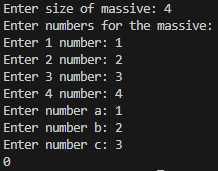 Enter size of massive: 4
Enter numbers for the massive:
Enter 1 number: 1
Enter 2 number: 2
Enter 3 number: 3
Enter 4 number: 4
Enter number a: 1
Enter number b: 2
Enter number c: 3
0